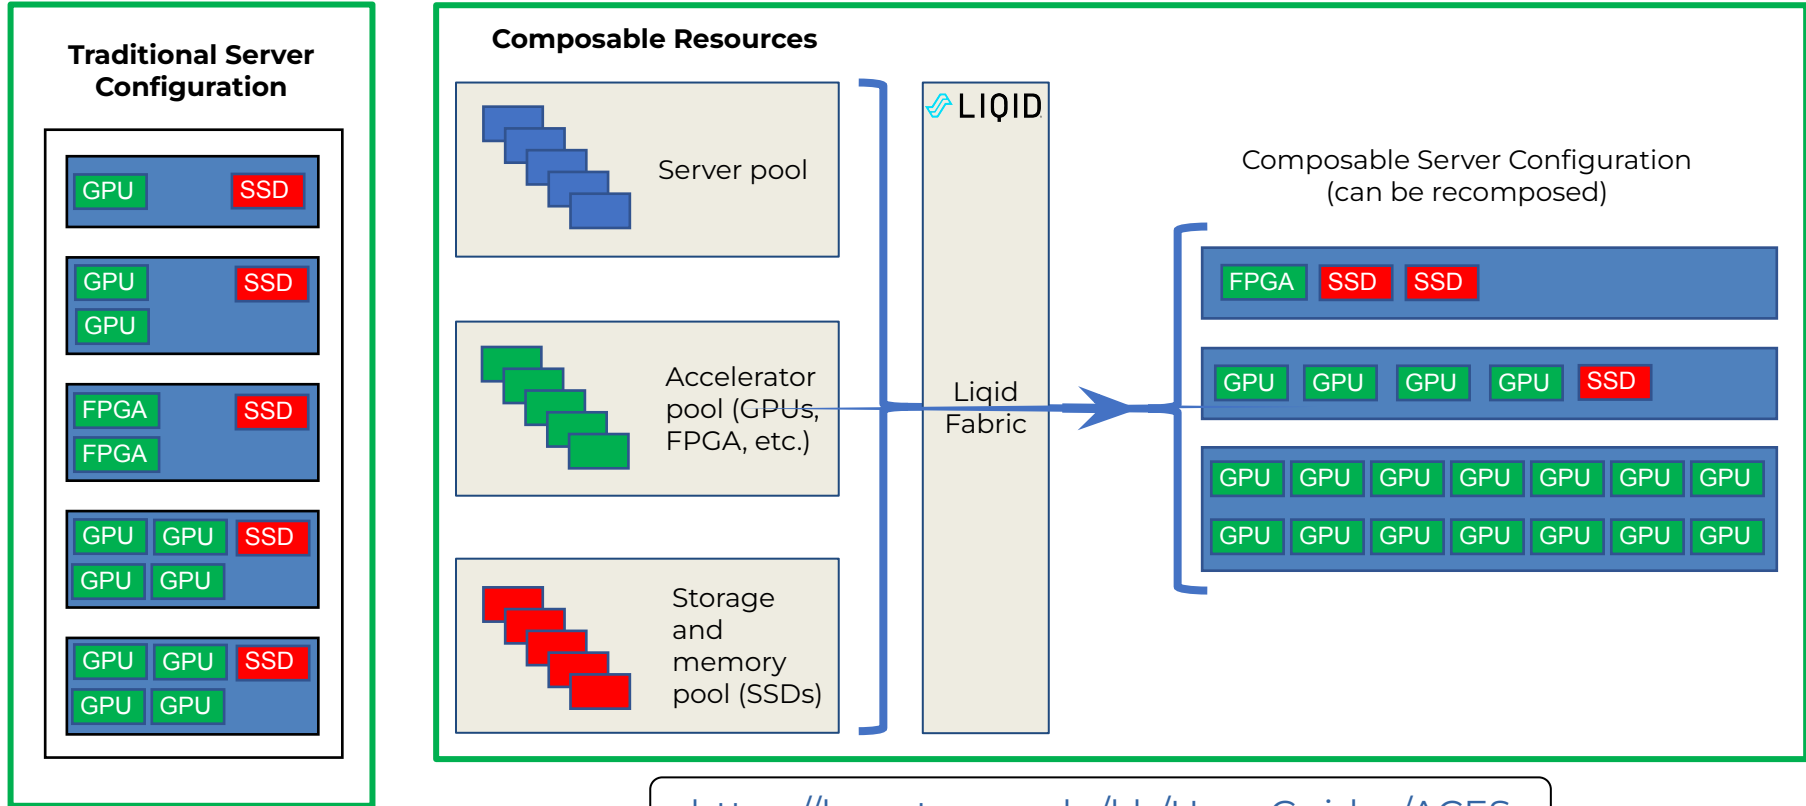 Traditional Server
Configuration
GPU SSD
GPU SSD
GPU
FPGA SSD
FPGA
GPU GPU SSD
GPU GPU
GPU GPU SSD
GPU GPU
Composable Resources
Server pool
Accelerator
pool (GPUs,
FPGA, etc.)
Storage
and
memory
pool (SSDs)
LIQID
Liqid
Fabric
Composable Server Configuration
(can be recomposed)
FPGA SSD SSD
GPU GPU GPU GPU SSD
GPU GPU GPU GPU GPU GPU GPU
GPU GPU GPU GPU GPU GPU GPU